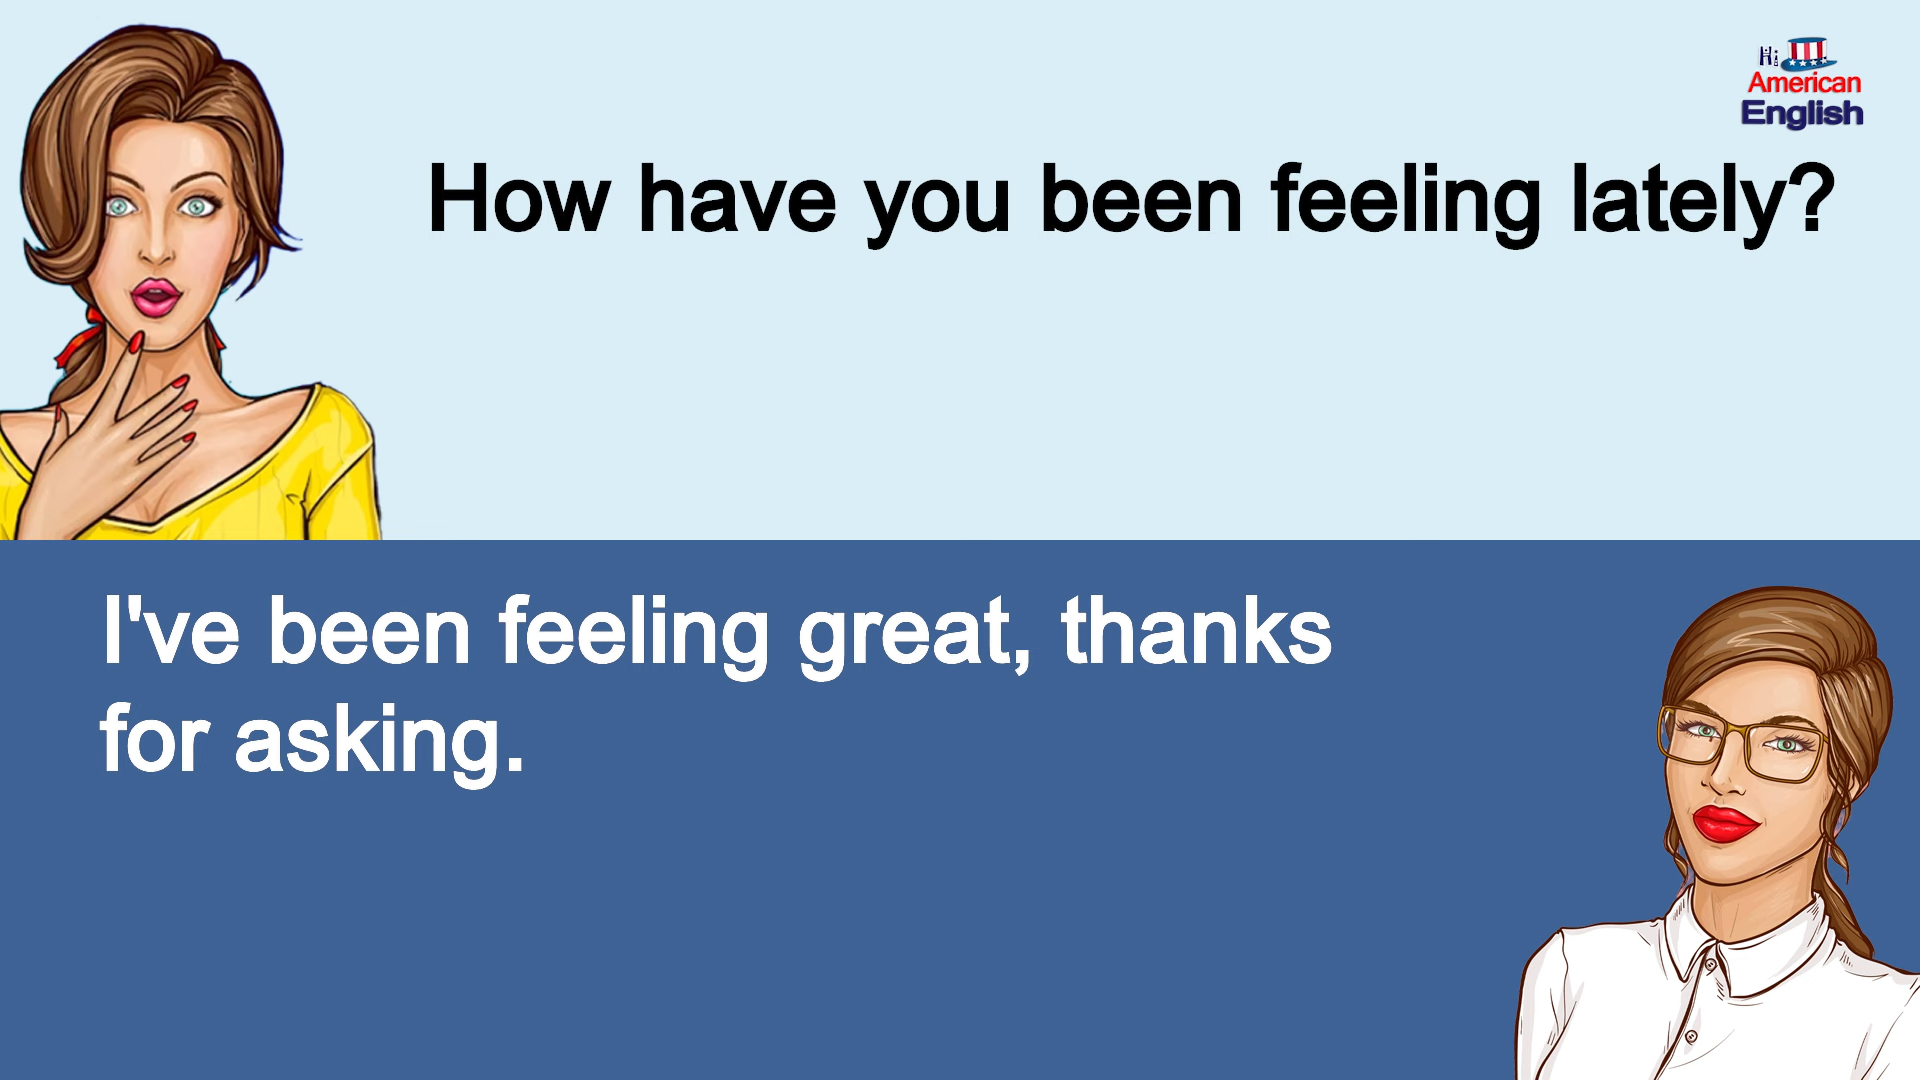 Hi
American
English
How have you been feeling lately?
I've been feeling great, thanks
for asking.